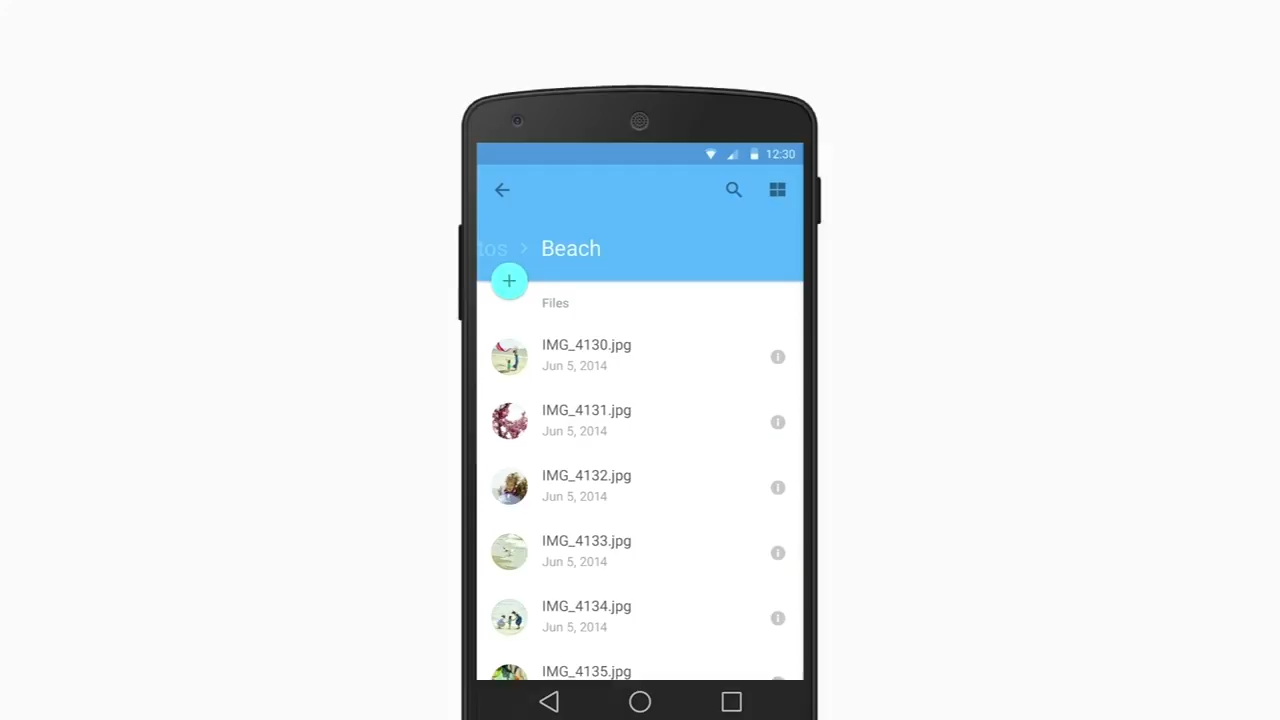 12:30
tos > Beach
Files
IMG_4130.jpg
Jun 5, 2014
IMG_4131.jpg
Jun 5, 2014
IMG_4132.jpg
Jun 5, 2014
IMG_4133.jpg
Jun 5, 2014
IMG_4134.jpg
Jun 5, 2014
IMG_4135.jpg